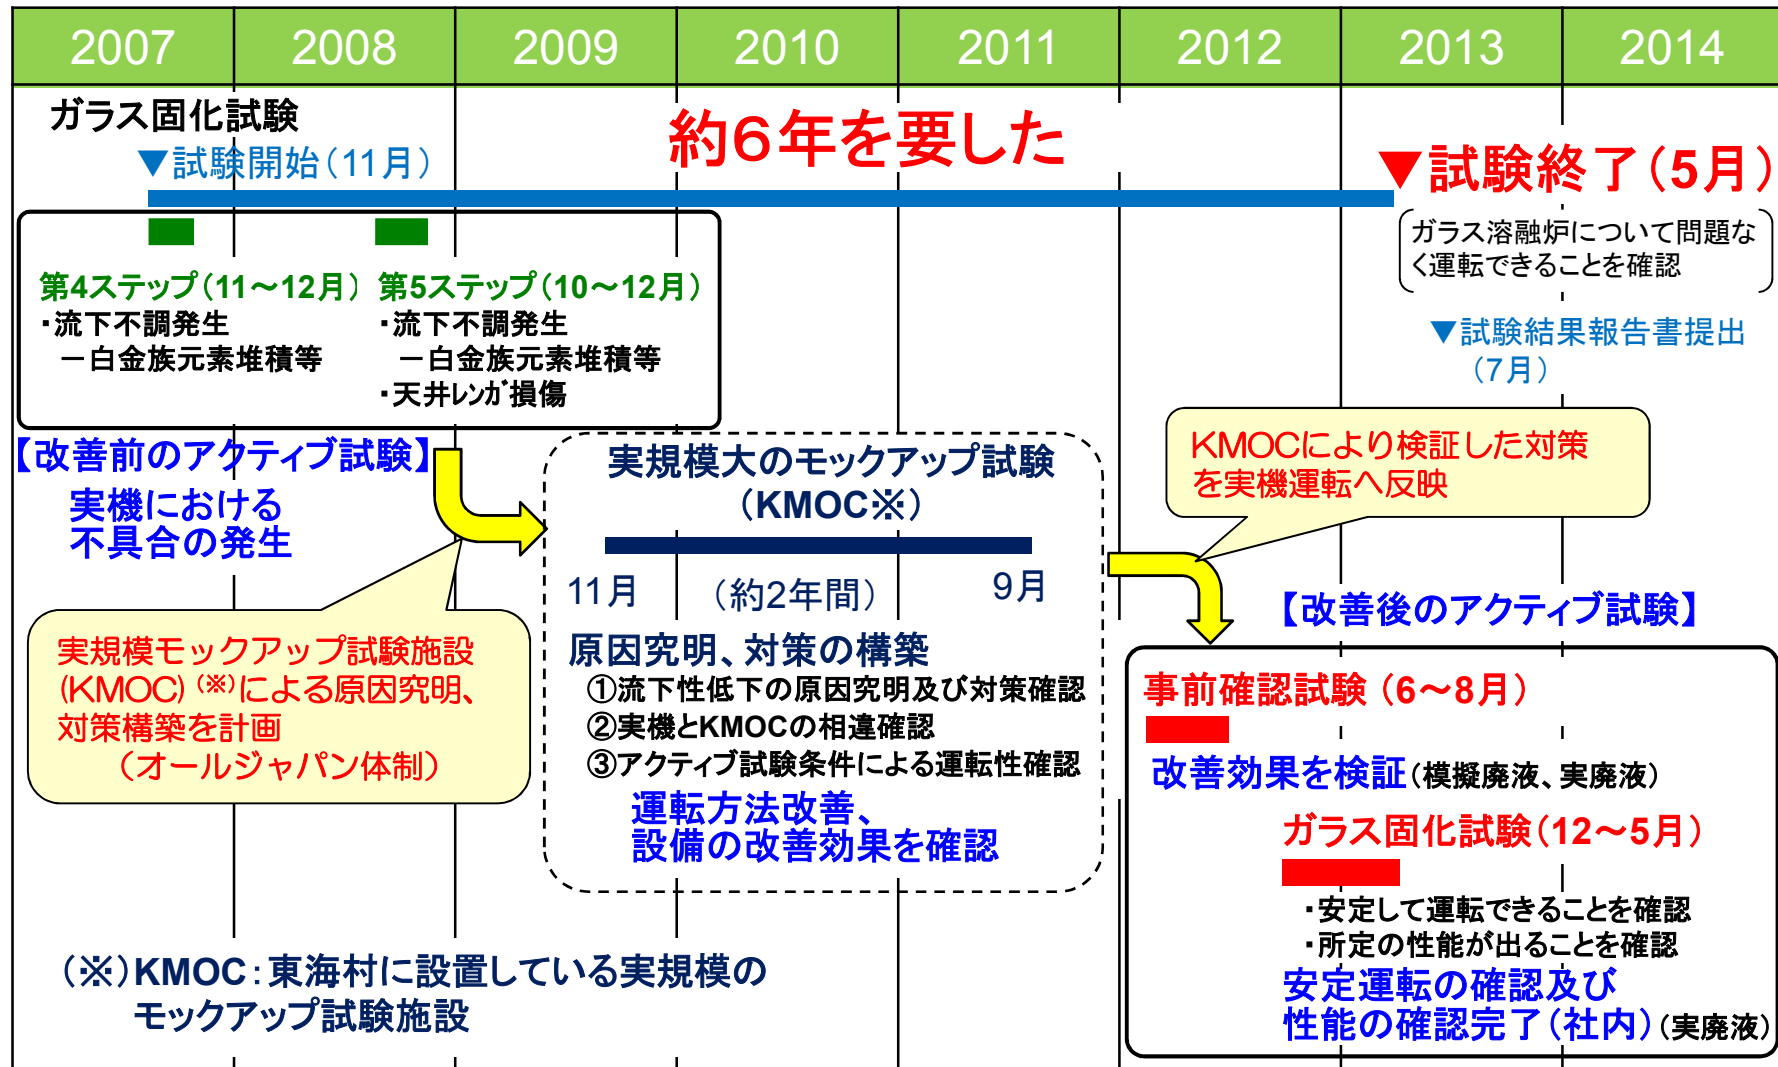 2007 2008 2009 2010 2011 2012 2013 2014
ガラス固化試験
▼試験開始(11月)
約6年を要した
▼試験終了(5月)
ガラス溶融炉について問題な
く運転できることを確認
▼試験結果報告書提出
(7月)
第4ステップ(11～12月)
・流下不調発生
－白金族元素堆積等
第5ステップ(10～12月)
・流下不調発生
－白金族元素堆積等
・天井ﾚﾝｶﾞ損傷
【改善前のアクティブ試験】
実機における
不具合の発生
実規模モックアップ試験施設
(KMOC)(※)による原因究明、
対策構築を計画
(オールジャパン体制)
実規模大のモックアップ試験
(KMOC※)
11月 (約2年間) 9月
原因究明、対策の構築
①流下性低下の原因究明及び対策確認
②実機とKMOCの相違確認
③アクティブ試験条件による運転性確認
運転方法改善、
設備の改善効果を確認
KMOCにより検証した対策
を実機運転へ反映
【改善後のアクティブ試験】
事前確認試験(6～8月)
改善効果を検証(模擬廃液、実廃液)
ガラス固化試験(12～5月)
・安定して運転できることを確認
・所定の性能が出ることを確認
安定運転の確認及び
性能の確認完了(社内)(実廃液)
(※)KMOC:東海村に設置している実規模の
モックアップ試験施設